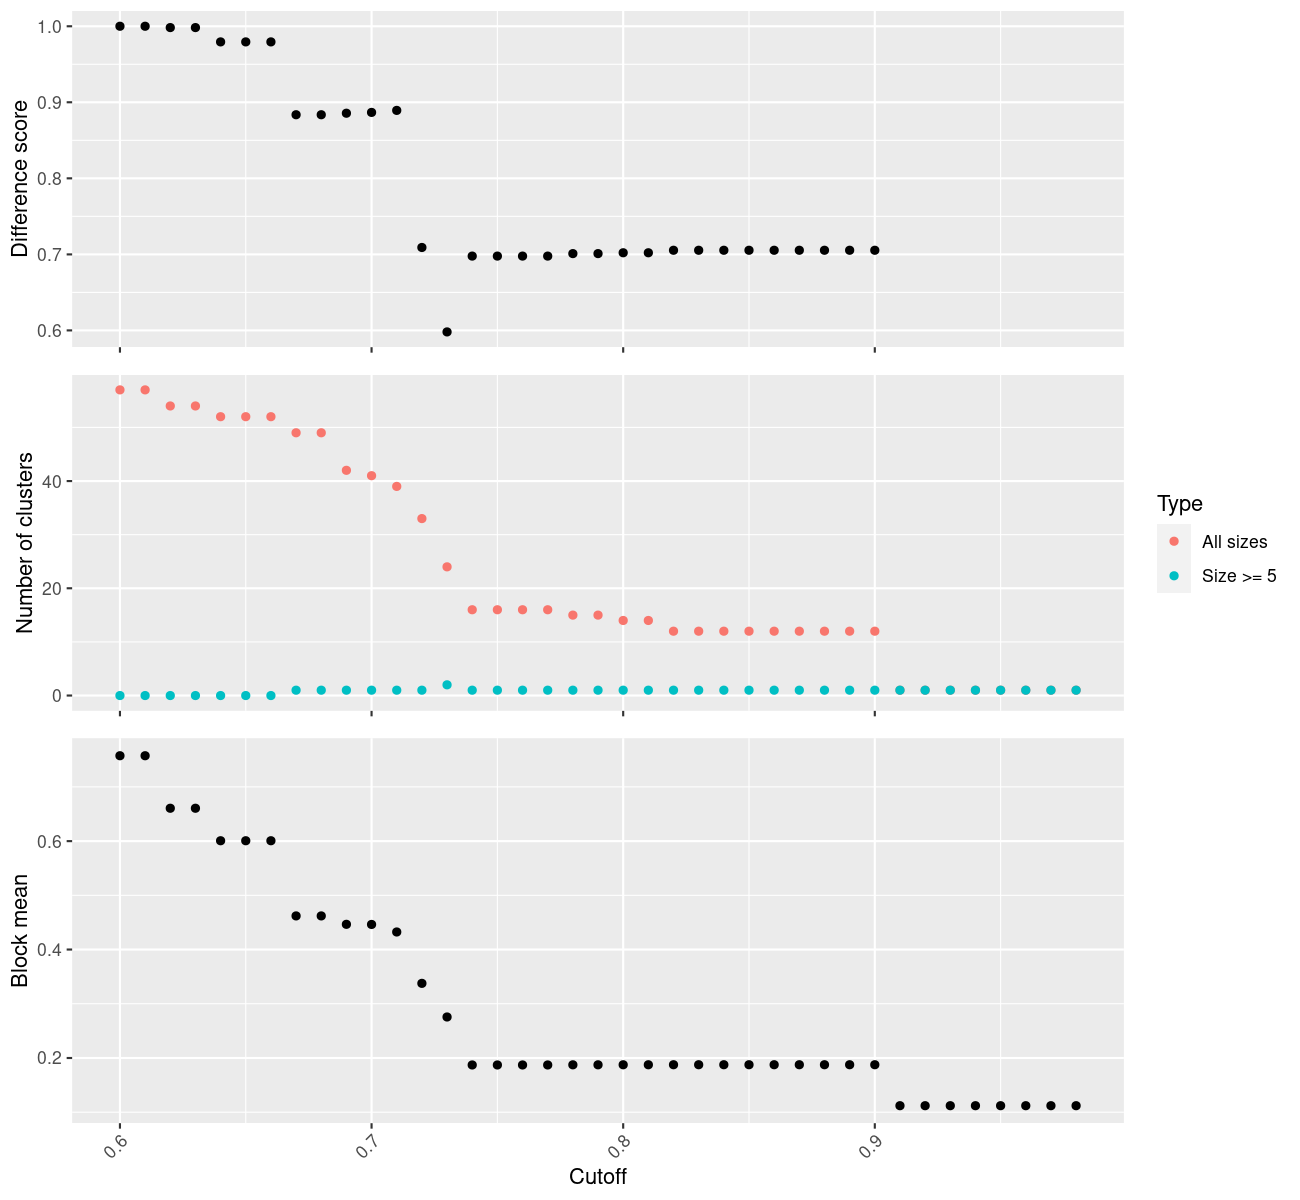 Difference score
1.0
0.9
0.8
0.7
0.6
Number of clusters
40
20
0
Type
All sizes
Size >= 5
Block mean
0.6
0.4
0.2
0.6
0.7
0.8
0.9
Cutoff